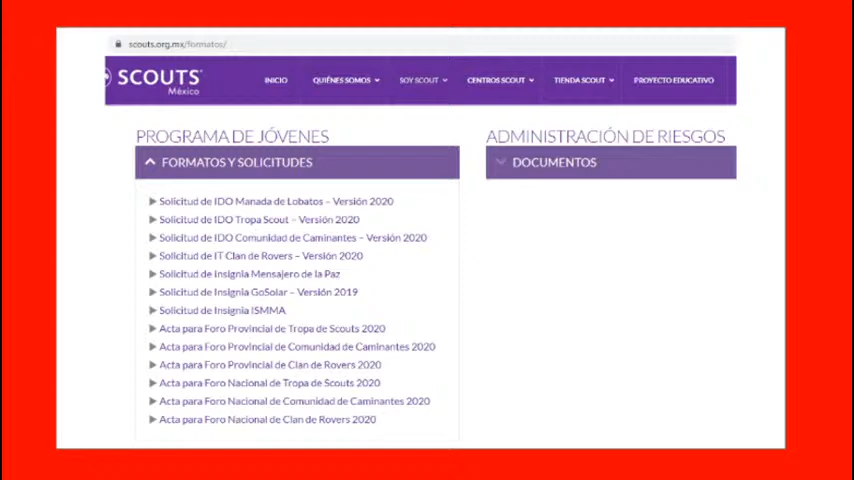 scouts.org.mx/formatos/
SCOUTS
México
INICIO
QUIÉNES SOMOS
SOY SCOUT
CENTROS SCOUT
TIENDA SCOUT
PROYECTO EDUCATIVO
PROGRAMA DE JÓVENES
FORMATOS Y SOLICITUDES
Solicitud de IDO Manada de Lobatos – Versión 2020
Solicitud de IDO Tropa Scout – Versión 2020
Solicitud de IDO Comunidad de Caminantes – Versión 2020
Solicitud de IT Clan de Rovers – Versión 2020
Solicitud de insignia Mensajero de la Paz
Solicitud de Insignia GoSolar – Versión 2019
Solicitud de Insignia ISMMA
Acta para Foro Provincial de Tropa de Scouts 2020
Acta para Foro Provincial de Comunidad de Caminantes 2020
Acta para Foro Provincial de Clan de Rovers 2020
Acta para Foro Nacional de Tropa de Scouts 2020
Acta para Foro Nacional de Comunidad de Caminantes 2020
Acta para Foro Nacional de Clan de Rovers 2020
ADMINISTRACIÓN DE RIESGOS
DOCUMENTOS